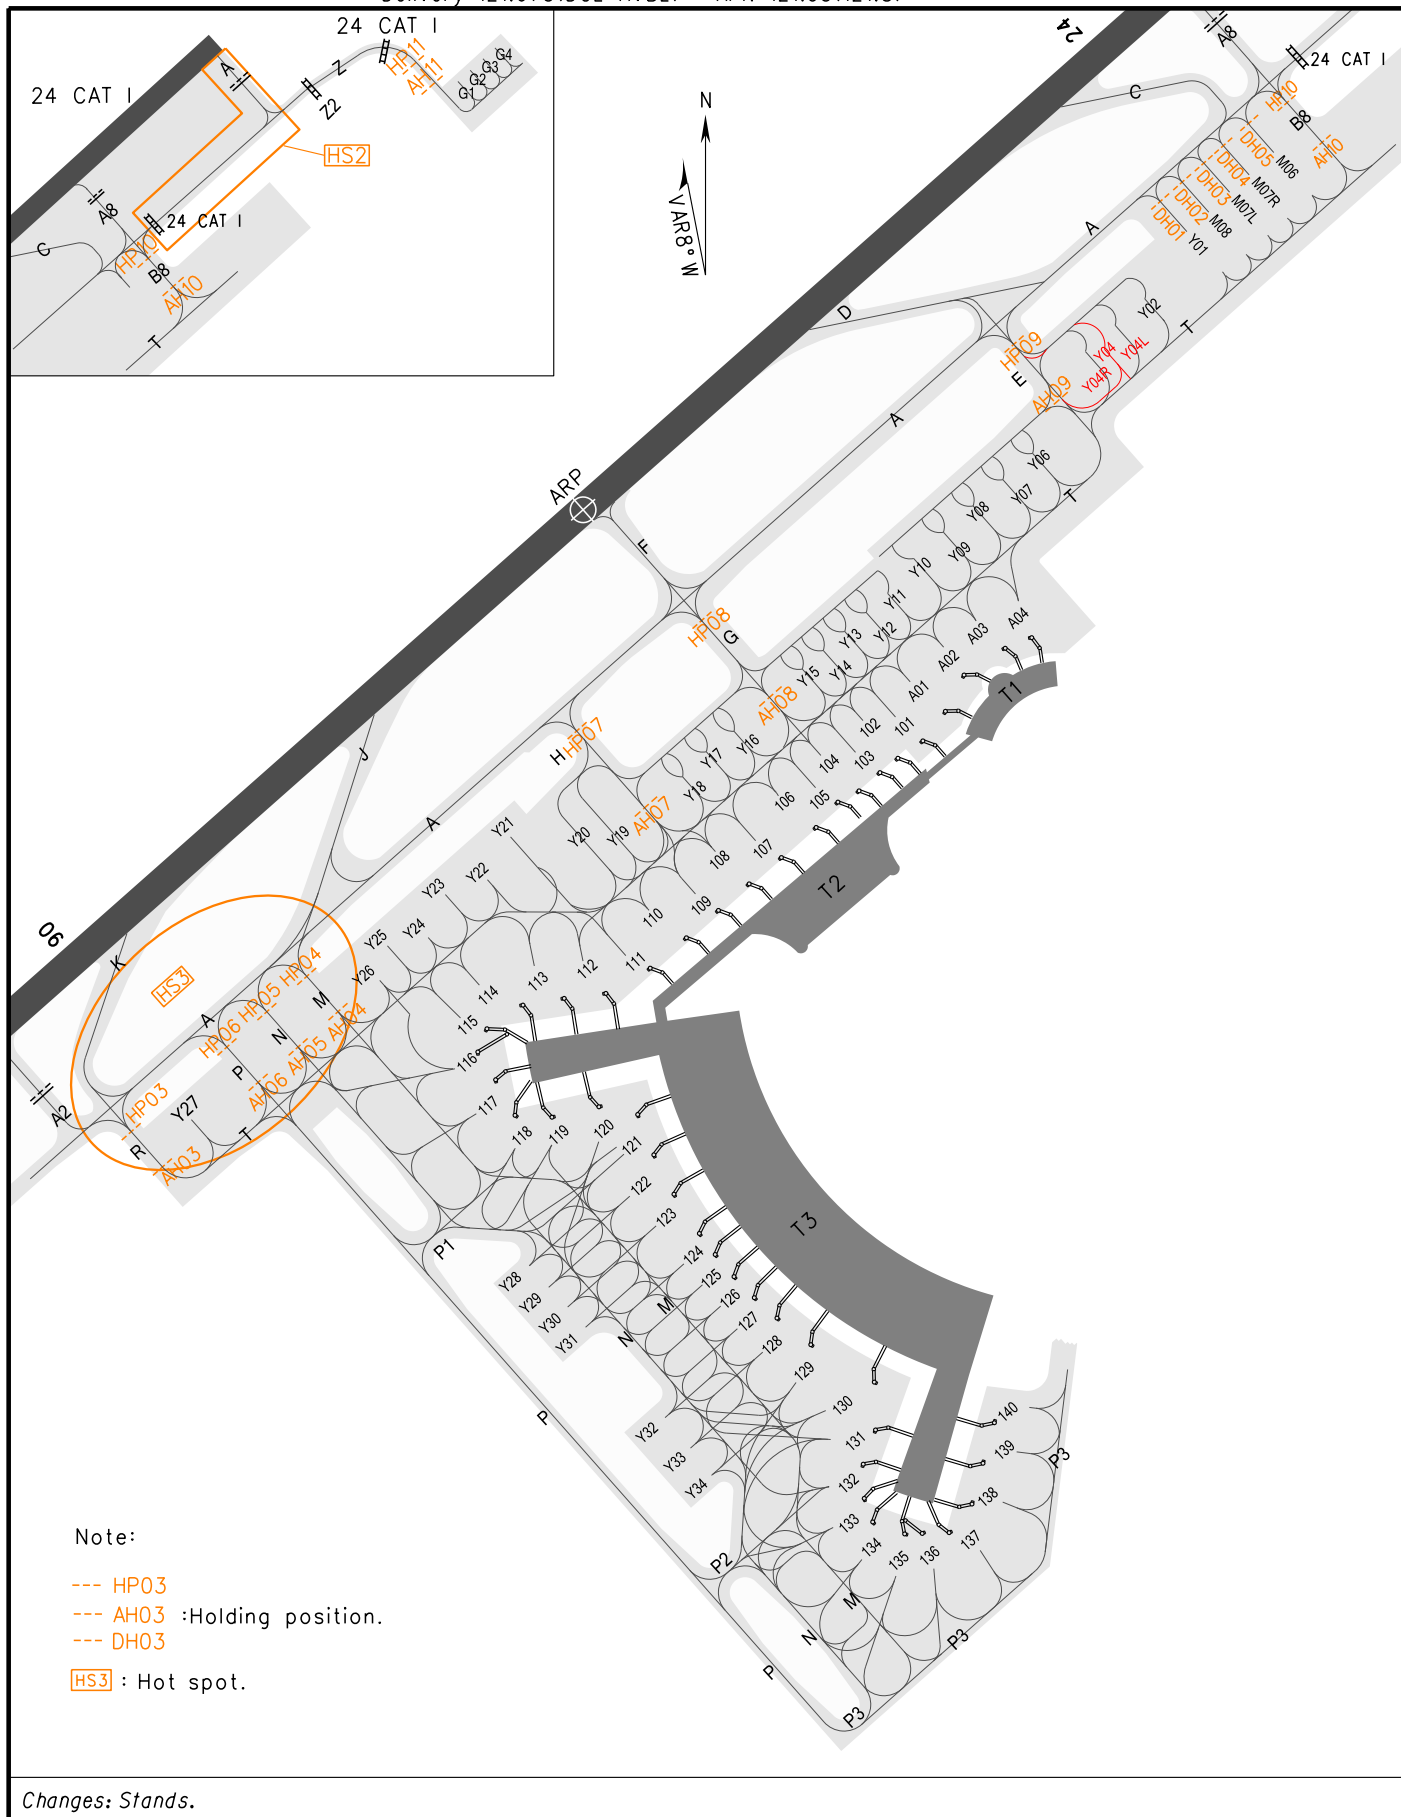 24 CAT I
24 CAT I
A
Z
Z2
HP11
AH11
G1
G2
G3
G4
HS2
A8
24 CAT I
C
HP10
B8
AH10
T
N
VAR8° W
24
A8
24 CAT I
C
HP10
B8
AH10
DH05
M06
DH04
M07R
DH03
M07L
DH02
M08
DH01
Y01
A
D
HP09
E
AH09
Y02
T
Y04
Y04L
Y04R
A
ARP
F
HP08
G
Y06
Y07
T
Y08
Y09
Y10
Y11
Y12
Y13
Y14
Y15
AH08
Y16
Y17
Y18
AH07
A04
A03
A02
A01
T1
102
101
104
103
106
105
108
107
110
109
T2
J
H
HP07
A
Y21
Y20
Y19
Y22
Y23
Y24
Y25
Y26
111
112
113
114
115
116
06
K
HS3
HP04
M
AH04
HP05
N
AH05
A
HP06
P
AH06
A2
HP03
Y27
R
AH03
T
117
118
119
120
121
122
123
124
125
126
127
128
129
130
131
132
133
134
135
136
137
138
139
140
T3
P1
Y28
Y29
Y30
Y31
M
N
P
Y32
Y33
Y34
P2
M
N
P
P3
P3
P3
Note:
--- HP03
--- AH03 :Holding position.
--- DH03
HS3 : Hot spot.
Changes: Stands.